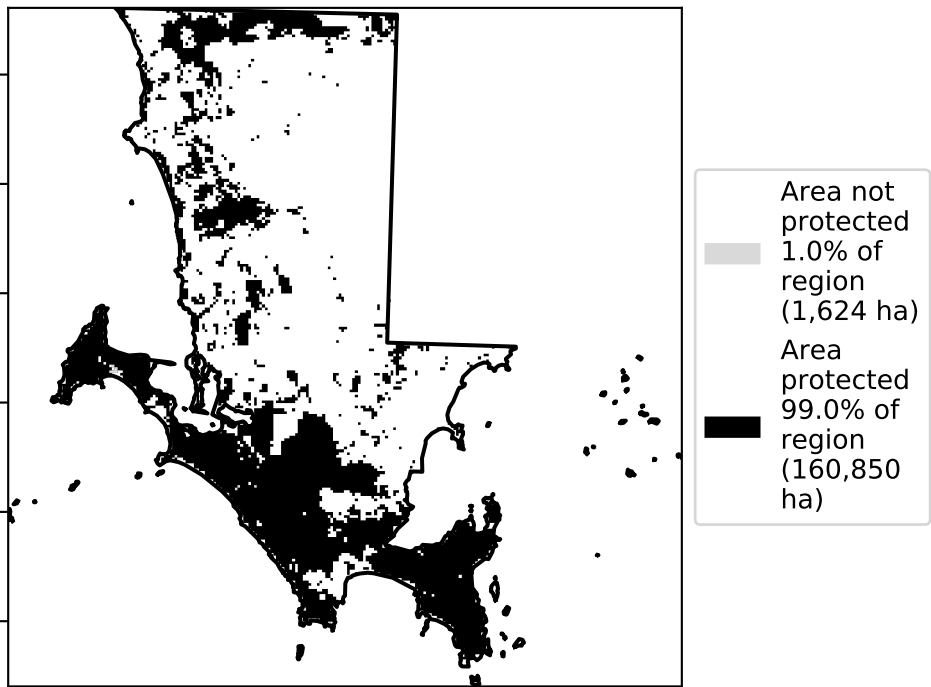 Area not
protected
1.0% of
region
(1,624 ha)
Area
protected
99.0% of
region
(160,850
ha)